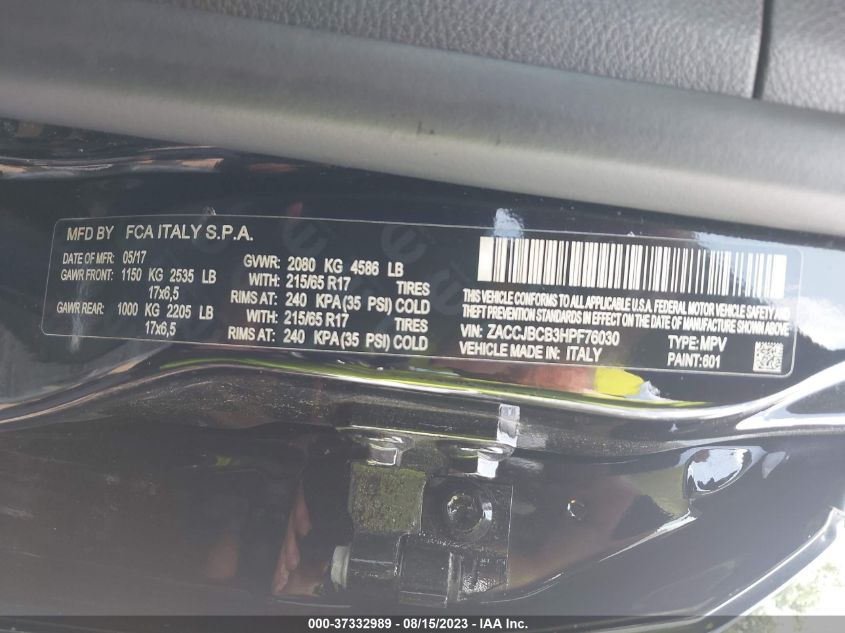 MFD BY FCA ITALY S.P.A.
DATE OF MFR: 05/17 GVWR: 2080 KG 4586 LB
GAWR FRONT: 1150 KG 2535 LB WITH: 215/65 R17 TIRES
17x6,5 RIMS AT: 240 KPA(35 PSI) COLD
GAWR REAR: 1000 KG 2205 LB WITH: 215/65 R17 TIRES
17x6,5 RIMS AT: 240 KPA(35 PSI) COLD
THIS VEHICLE CONFORMS TO ALL APPLICABLE U.S.A. FEDERAL MOTOR VEHICLE SAFETY AND
THEFT PREVENTION STANDARDS IN EFFECT ON THE DATE OF MANUFACTURE SHOWN ABOVE.
VIN: ZACCJBCB3HPF76030 TYPE: MPV
VEHICLE MADE IN: ITALY PAINT: 601
000-37332989 - 08/15/2023 - Copyright IAA, Inc.